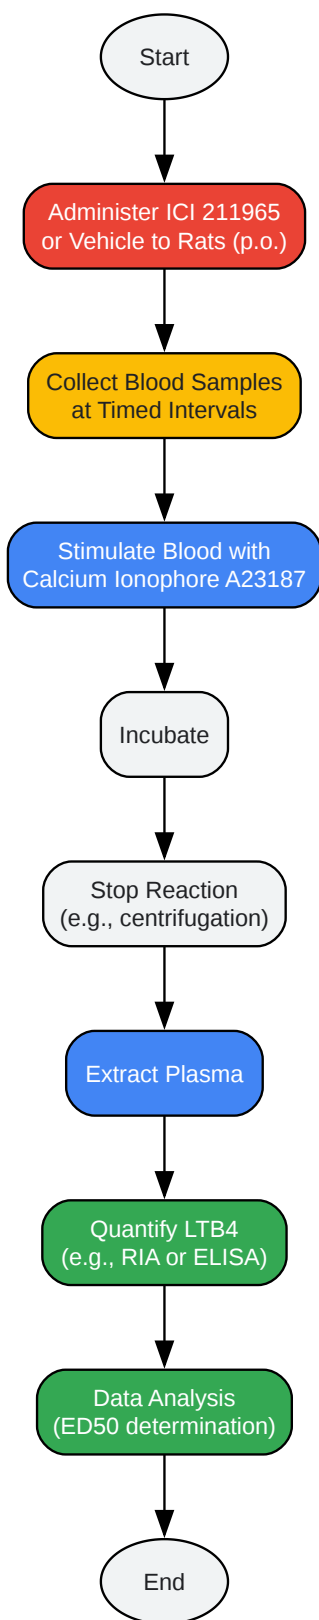 Start
Administer ICI 211965
or Vehicle to Rats (p.o.)
Collect Blood Samples
at Timed Intervals
Stimulate Blood with
Calcium Ionophore A23187
Incubate
Stop Reaction
(e.g., centrifugation)
Extract Plasma
Quantify LTB4
(e.g., RIA or ELISA)
Data Analysis
(ED50 determination)
End